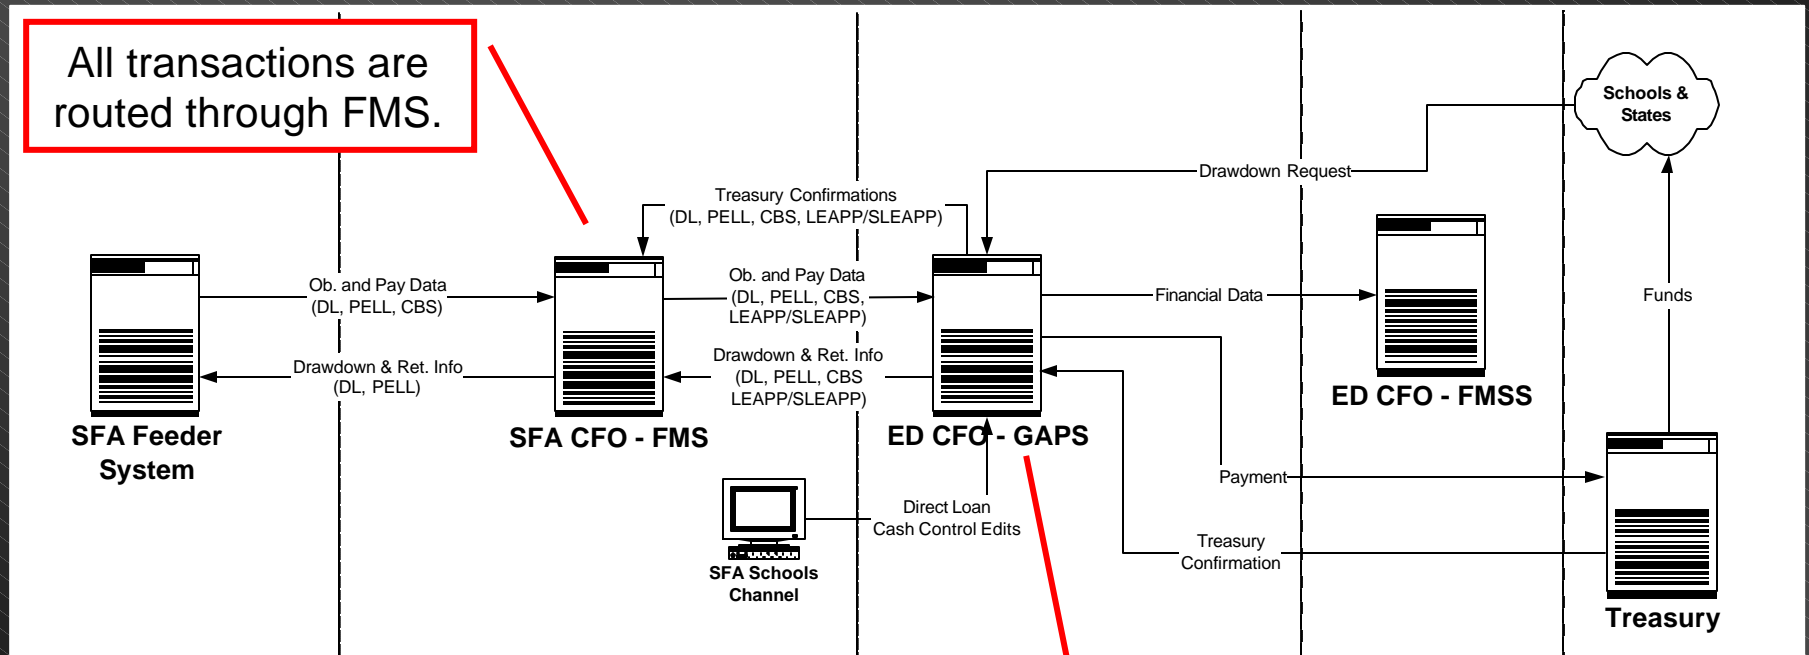 All transactions are
routed through FMS.
Schools &
States
Drawdown Request
Treasury Confirmations
(DL, PELL, CBS, LEAPP/SLEAPP)
Ob. and Pay Data
(DL, PELL, CBS)
Ob. and Pay Data
(DL, PELL, CBS,
LEAPP/SLEAPP)
Financial Data
Funds
Drawdown & Ret. Info
(DL, PELL)
Drawdown & Ret. Info
(DL, PELL, CBS
LEAPP/SLEAPP)
SFA Feeder
System
SFA CFO - FMS
ED CFO - GAPS
ED CFO - FMSS
Payment
Direct Loan
Cash Control Edits
Treasury
Confirmation
SFA Schools
Channel
Treasury